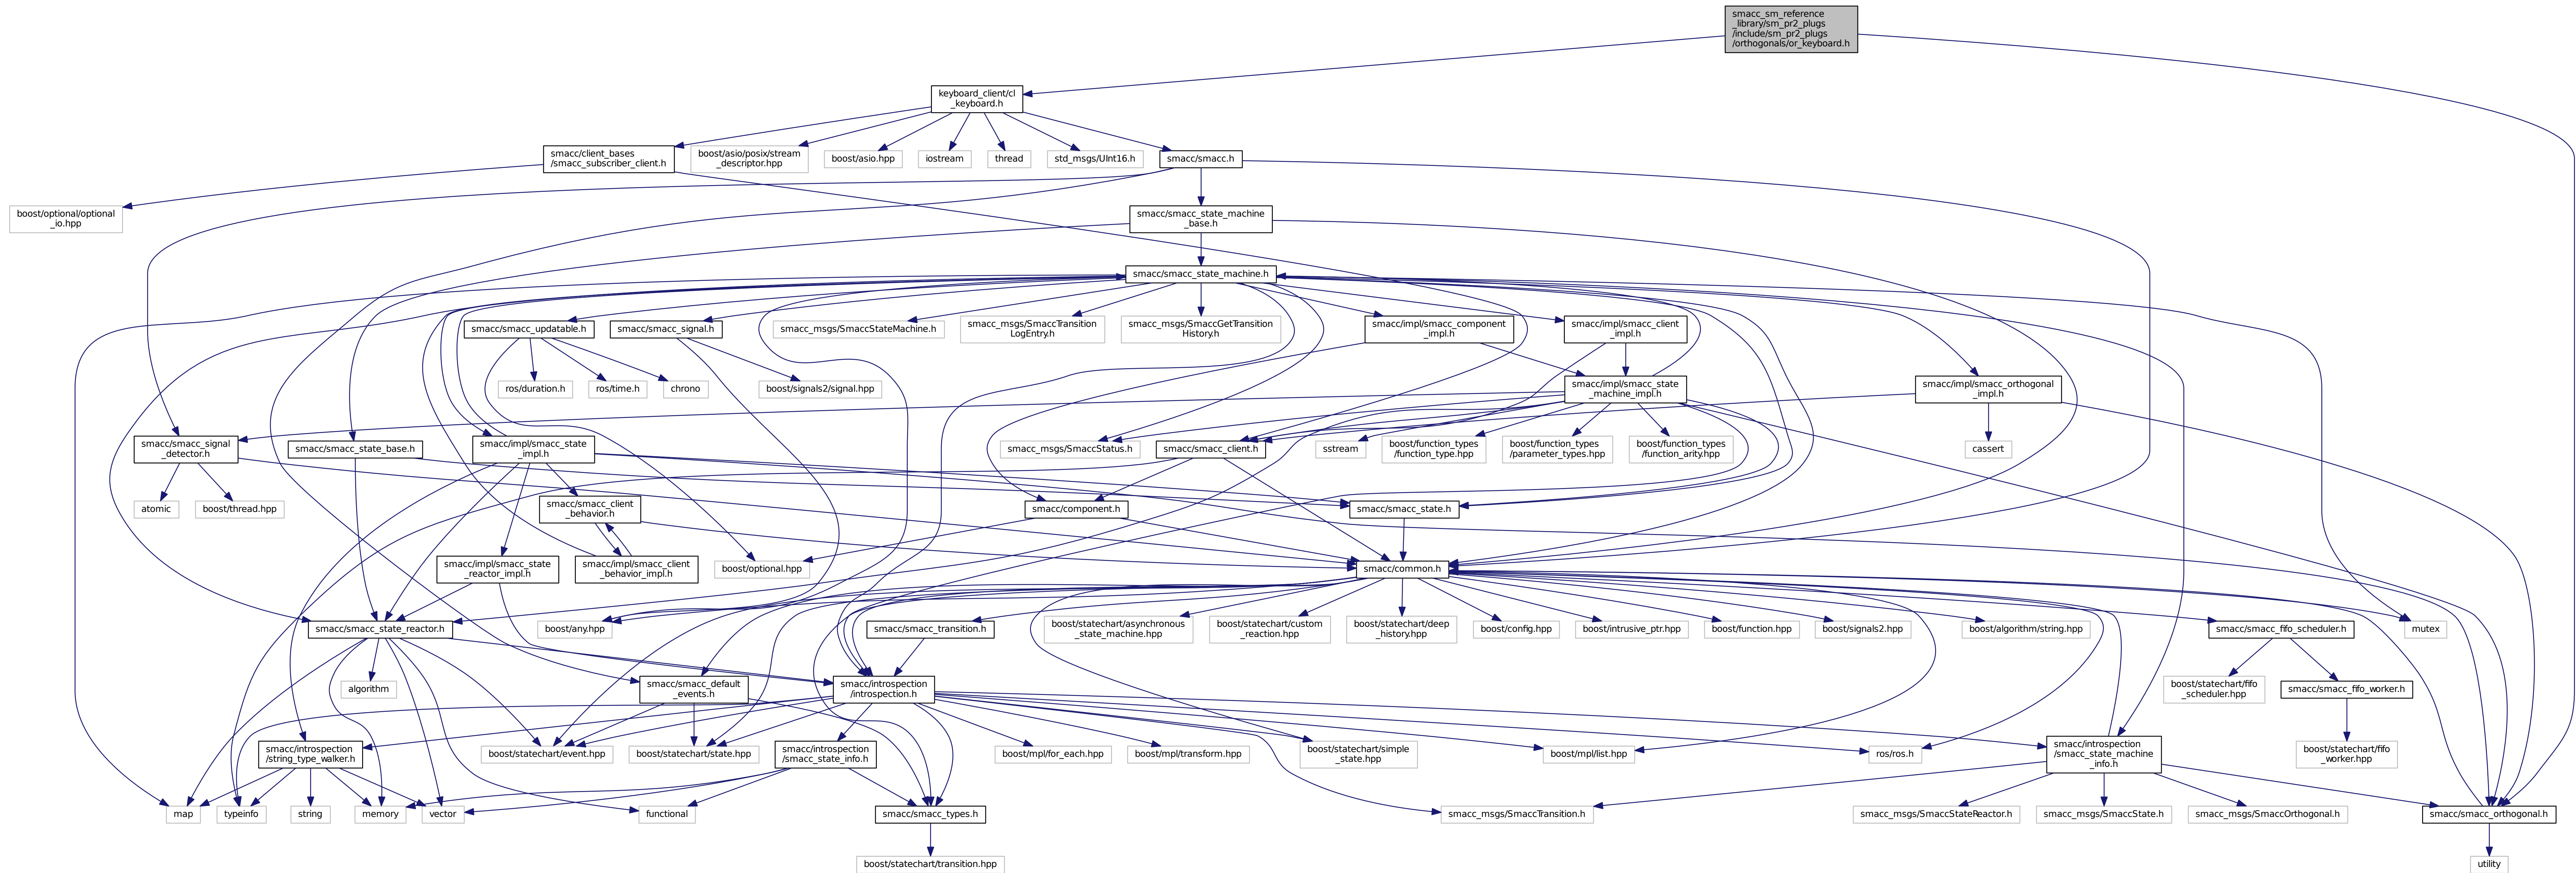 smacc_sm_reference
_library/sm_pr2_plugs
/include/sm_pr2_plugs
/orthogonals/or_keyboard.h
keyboard_client/cl
_keyboard.h
smacc/client_bases
/smacc_subscriber_client.h
boost/asio/posix/stream
_descriptor.hpp
boost/asio.hpp
iostream
thread
std_msgs/UInt16.h
smacc/smacc.h
boost/optional/optional
_io.hpp
smacc/smacc_state_machine
_base.h
smacc/smacc_state_machine.h
smacc/smacc_updatable.h
smacc/smacc_signal.h
smacc_msgs/SmaccStateMachine.h
smacc_msgs/SmaccTransition
LogEntry.h
smacc_msgs/SmaccGetTransition
History.h
smacc/impl/smacc_component
_impl.h
smacc/impl/smacc_client
_impl.h
ros/duration.h
ros/time.h
chrono
boost/signals2/signal.hpp
smacc/impl/smacc_state
_machine_impl.h
smacc/impl/smacc_orthogonal
_impl.h
smacc/smacc_signal
_detector.h
smacc/smacc_state_base.h
smacc/impl/smacc_state
_impl.h
smacc_msgs/SmaccStatus.h
smacc/smacc_client.h
sstream
boost/function_types
/function_type.hpp
boost/function_types
/parameter_types.hpp
boost/function_types
/function_arity.hpp
cassert
atomic
boost/thread.hpp
smacc/smacc_client
_behavior.h
smacc/component.h
smacc/smacc_state.h
smacc/impl/smacc_state
_reactor_impl.h
smacc/impl/smacc_client
_behavior_impl.h
boost/optional.hpp
smacc/common.h
smacc/smacc_state_reactor.h
boost/any.hpp
smacc/smacc_transition.h
boost/statechart/asynchronous
_state_machine.hpp
boost/statechart/custom
_reaction.hpp
boost/statechart/deep
_history.hpp
boost/config.hpp
boost/intrusive_ptr.hpp
boost/function.hpp
boost/signals2.hpp
boost/algorithm/string.hpp
smacc/smacc_fifo_scheduler.h
mutex
algorithm
smacc/smacc_default
_events.h
smacc/introspection
/introspection.h
boost/statechart/fifo
_scheduler.hpp
smacc/smacc_fifo_worker.h
smacc/introspection
/string_type_walker.h
boost/statechart/event.hpp
boost/statechart/state.hpp
smacc/introspection
/smacc_state_info.h
boost/mpl/for_each.hpp
boost/mpl/transform.hpp
boost/statechart/simple
_state.hpp
boost/mpl/list.hpp
ros/ros.h
smacc/introspection
/smacc_state_machine
_info.h
boost/statechart/fifo
_worker.hpp
map
typeinfo
string
memory
vector
functional
smacc/smacc_types.h
smacc_msgs/SmaccTransition.h
smacc_msgs/SmaccStateReactor.h
smacc_msgs/SmaccState.h
smacc_msgs/SmaccOrthogonal.h
smacc/smacc_orthogonal.h
boost/statechart/transition.hpp
utility